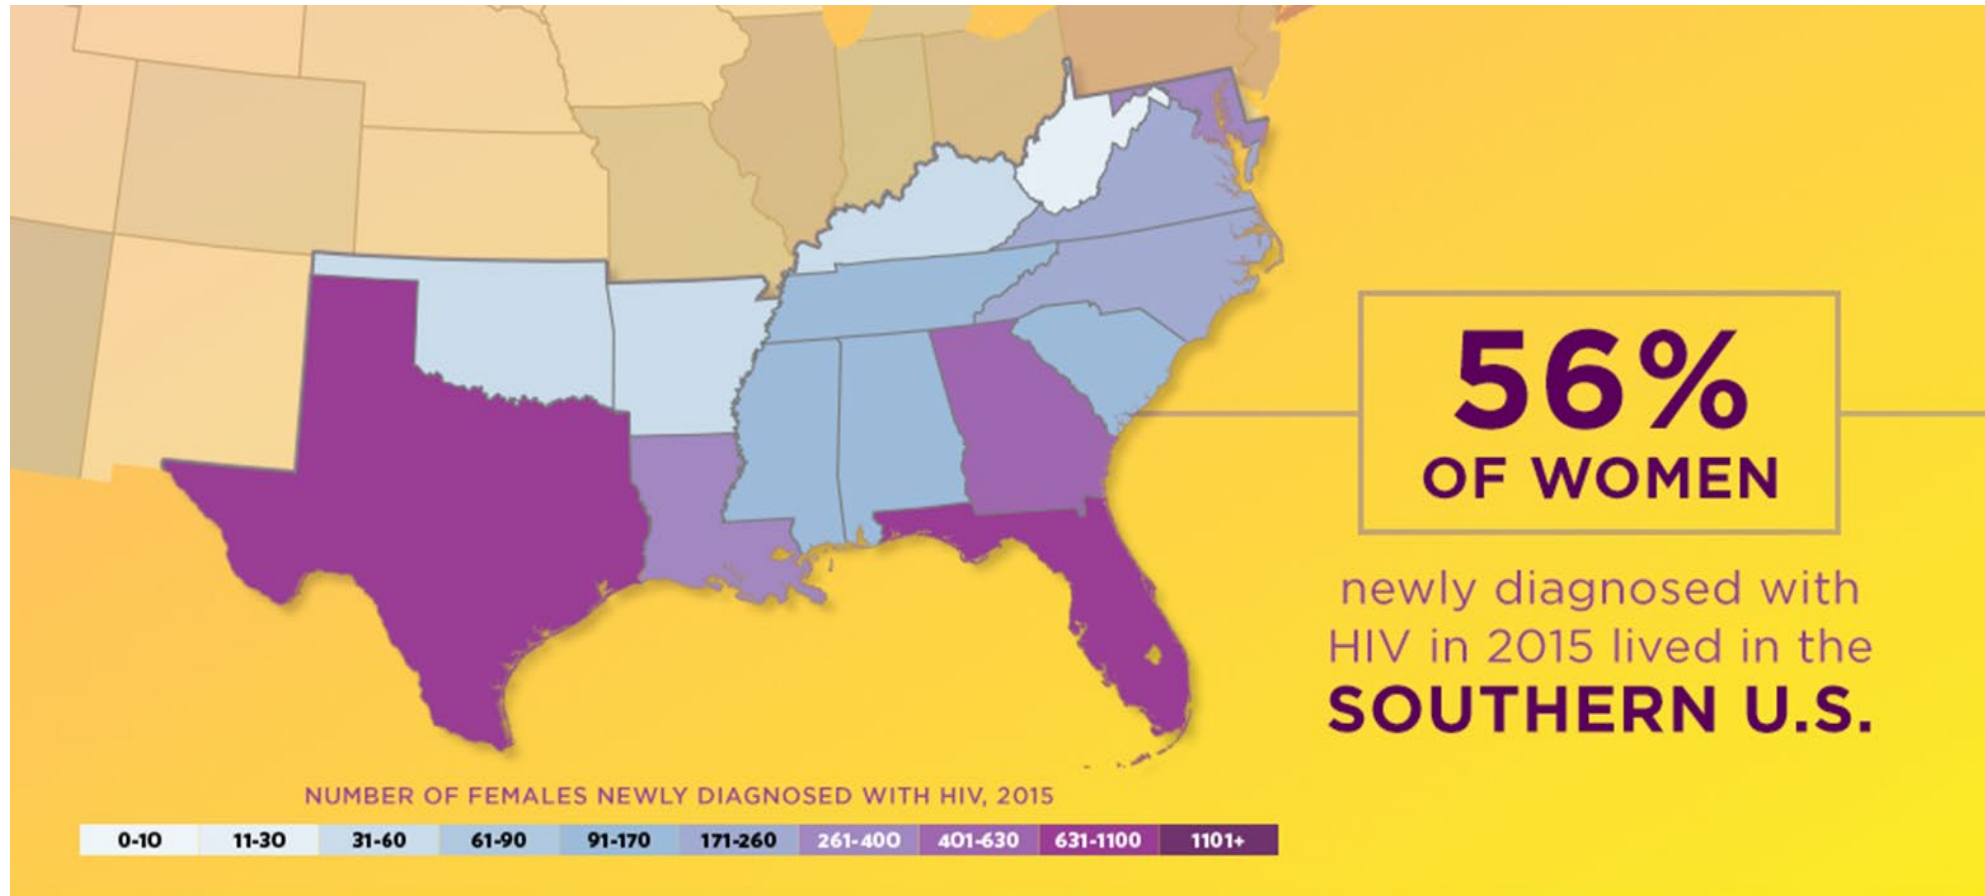 56%
OF WOMEN
newly diagnosed with
HIV in 2015 lived in the
SOUTHERN U.S.
NUMBER OF FEMALES NEWLY DIAGNOSED WITH HIV, 2015
0-10 11-30 31-60 61-90 91-170 171-260 261-400 401-630 631-1100 1101+